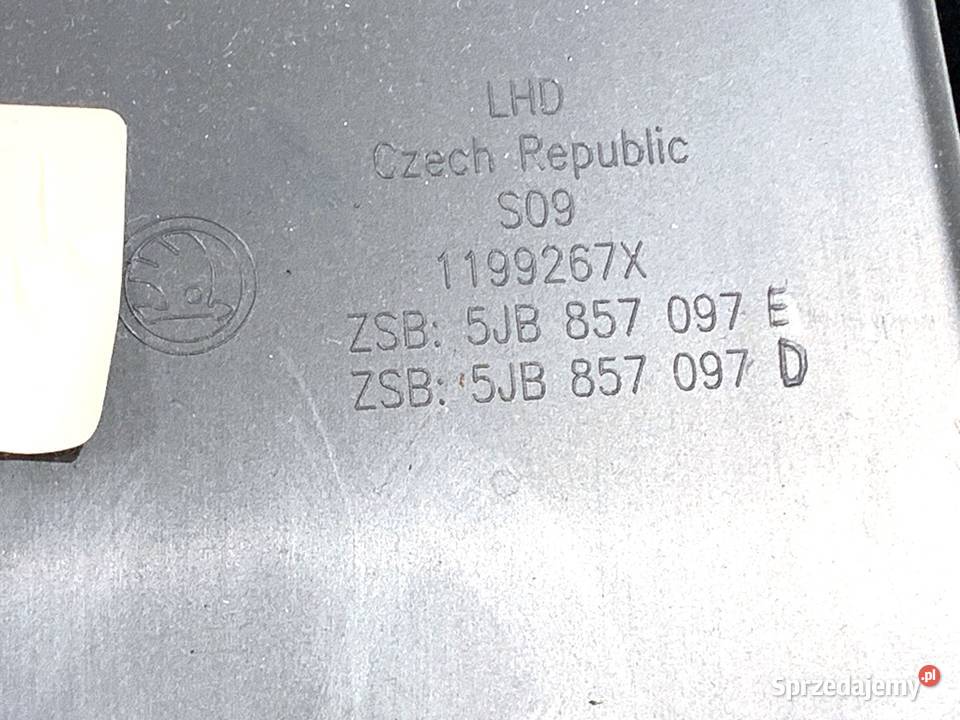 LHD
Czech Republic
S09
1199267X
ZSB: 5JB 857 097 E
ZSB: 5JB 857 097 D
Sprzedajemy.pl